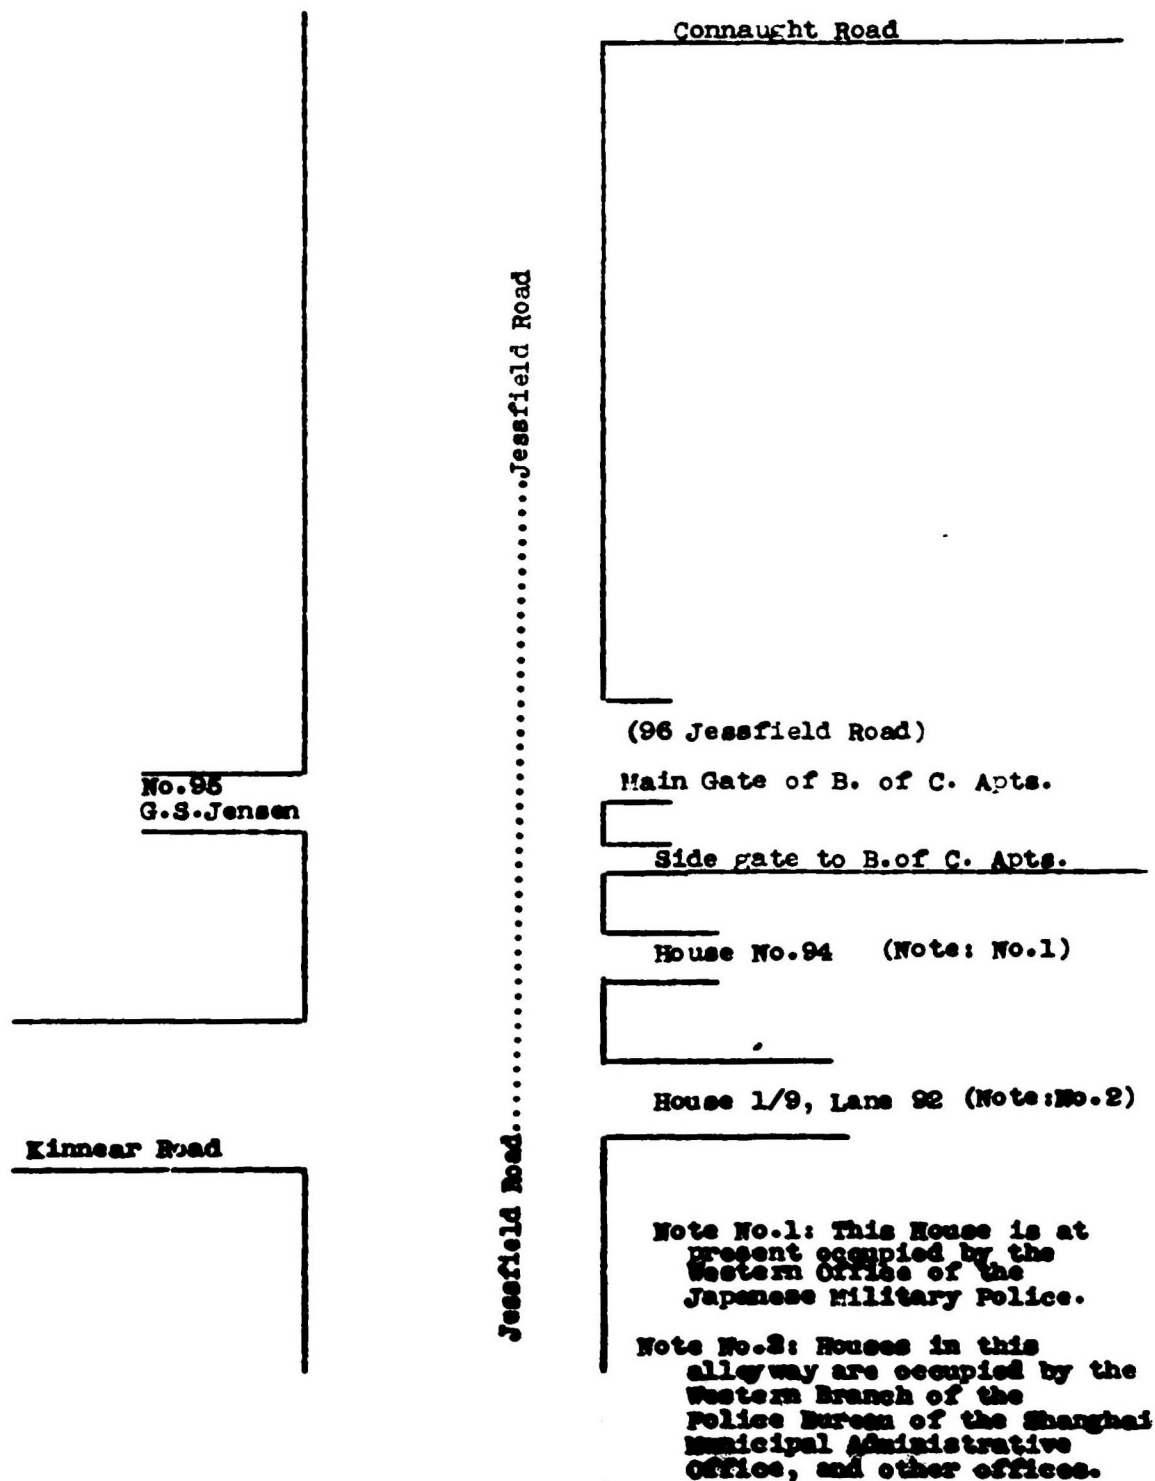 Connaught Road
Jessfield Road..............................Jessfield Road
(96 Jessfield Road)
No.95
G.S.Jensen
Main Gate of B. of C. Apts.
Side gate to B.of C. Apts.
House No.94 (Note: No.1)
House 1/9, Lane 92 (Note:No.2)
Kinnear Road
Note No.1: This House is at
present occupied by the
Western Office of the
Japanese Military Police.
Note No.2: Houses in this
alleyway are occupied by the
Western Branch of the
Police Bureau of the Shanghai
Municipal Administrative
Office, and other offices.